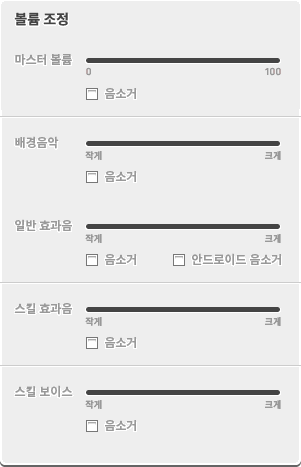 볼륨 조정
마스터 볼륨
0 100
음소거
배경음악
작게 크게
음소거
일반 효과음
작게 크게
음소거 안드로이드 음소거
스킬 효과음
작게 크게
음소거
스킬 보이스
작게 크게
음소거